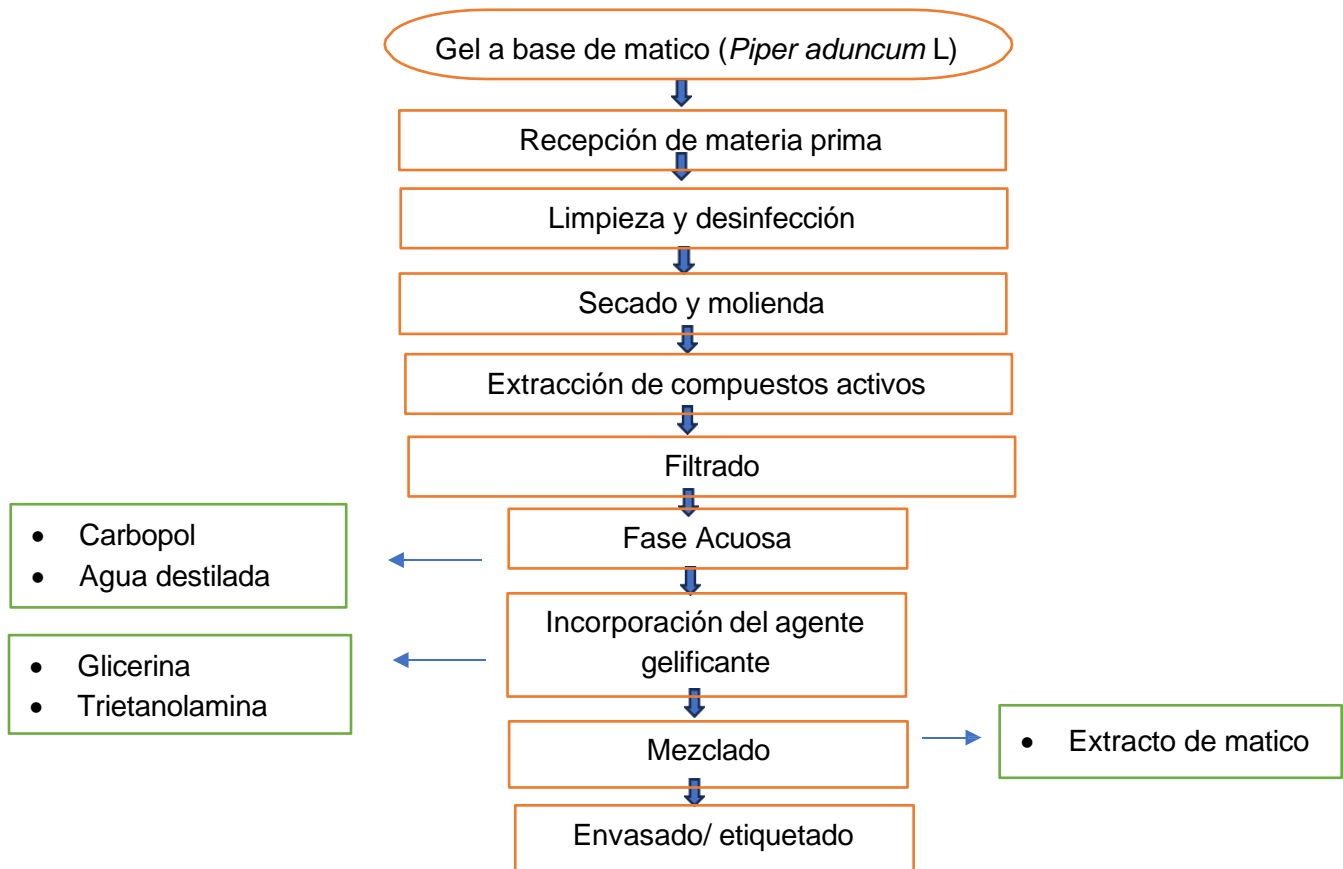 Gel a base de matico (Piper aduncum L)
Recepción de materia prima
Limpieza y desinfección
Secado y molienda
Extracción de compuestos activos
Filtrado
Fase Acuosa
• Carbopol
• Agua destilada
Incorporación del agente
gelificante
• Glicerina
• Trietanolamina
Mezclado
• Extracto de matico
Envasado/ etiquetado